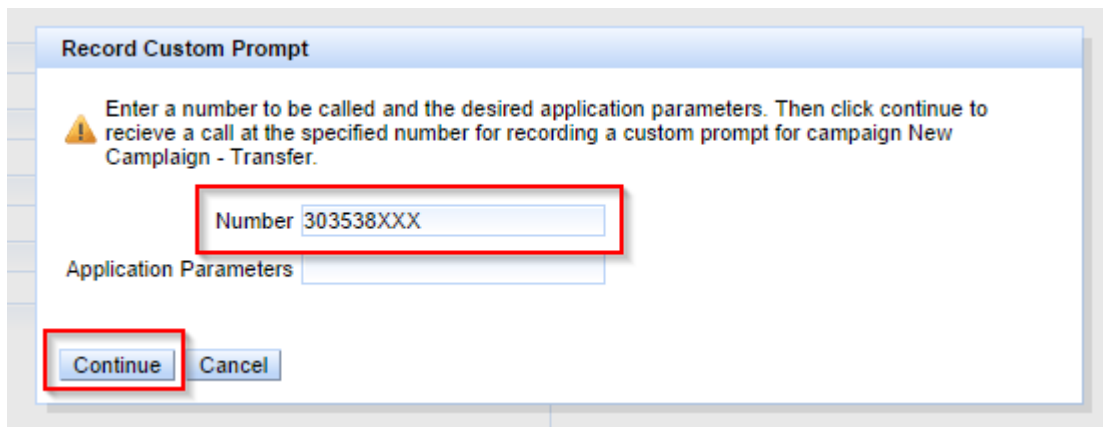 Record Custom Prompt
Enter a number to be called and the desired application parameters. Then click continue to
recieve a call at the specified number for recording a custom prompt for campaign New
Camplaign - Transfer.
Number 303538XXX
Application Parameters
Continue Cancel